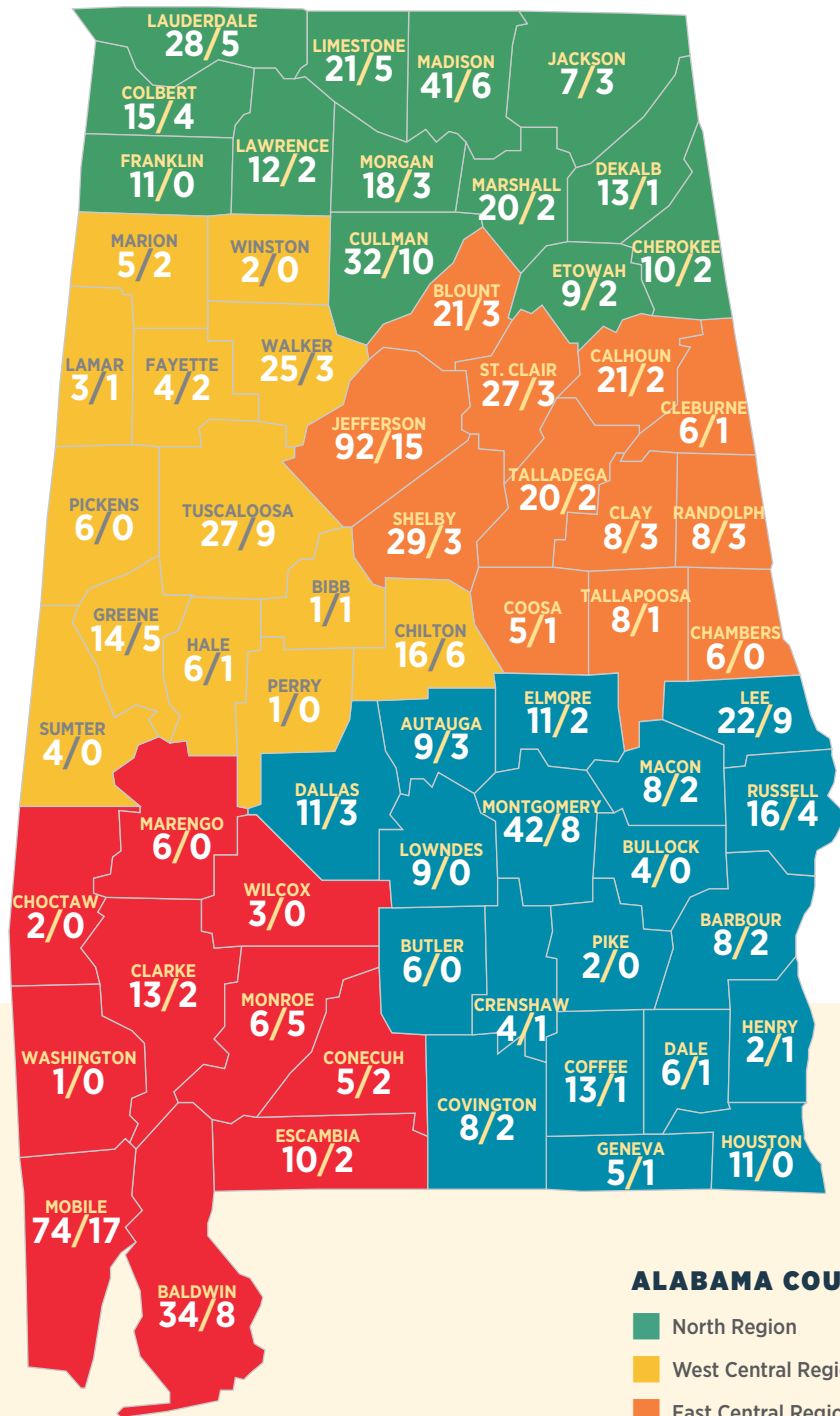 LAUDERDALE
28/5
LIMESTONE
21/5
MADISON
41/6
JACKSON
7/3
COLBERT
15/4
LAWRENCE
12/2
FRANKLIN
11/0
MORGAN
18/3
MARSHALL
20/2
DEKALB
13/1
CULLMAN
32/10
ETOWAH
9/2
CHEROKEE
10/2
MARION
5/2
WINSTON
2/0
BLOUNT
21/3
LAMAR
3/1
FAYETTE
4/2
WALKER
25/3
ST. CLAIR
27/3
CALHOUN
21/2
CLEBURNE
6/1
JEFFERSON
92/15
TALLADEGA
20/2
PICKENS
6/0
TUSCALOOSA
27/9
SHELBY
29/3
CLAY
8/3
RANDOLPH
8/3
BIBB
1/1
GREENE
14/5
HALE
6/1
CHILTON
16/6
COOSA
5/1
TALLAPOOSA
8/1
CHAMBERS
6/0
PERRY
1/0
SUMTER
4/0
AUTAUGA
9/3
ELMORE
11/2
LEE
22/9
DALLAS
11/3
MACON
8/2
RUSSELL
16/4
MARENGO
6/0
LOWNDES
9/0
MONTGOMERY
42/8
BULLOCK
4/0
CHOCTAW
2/0
WILCOX
3/0
BARBOUR
8/2
CLARKE
13/2
BUTLER
6/0
PIKE
2/0
MONROE
6/5
CRENSHAW
4/1
HENRY
2/1
WASHINGTON
1/0
CONECUH
5/2
COFFEE
13/1
DALE
6/1
COVINGTON
8/2
ESCAMBIA
10/2
GENEVA
5/1
HOUSTON
11/0
MOBILE
74/17
BALDWIN
34/8
ALABAMA COU
North Region
West Central Regi
East Central Regio